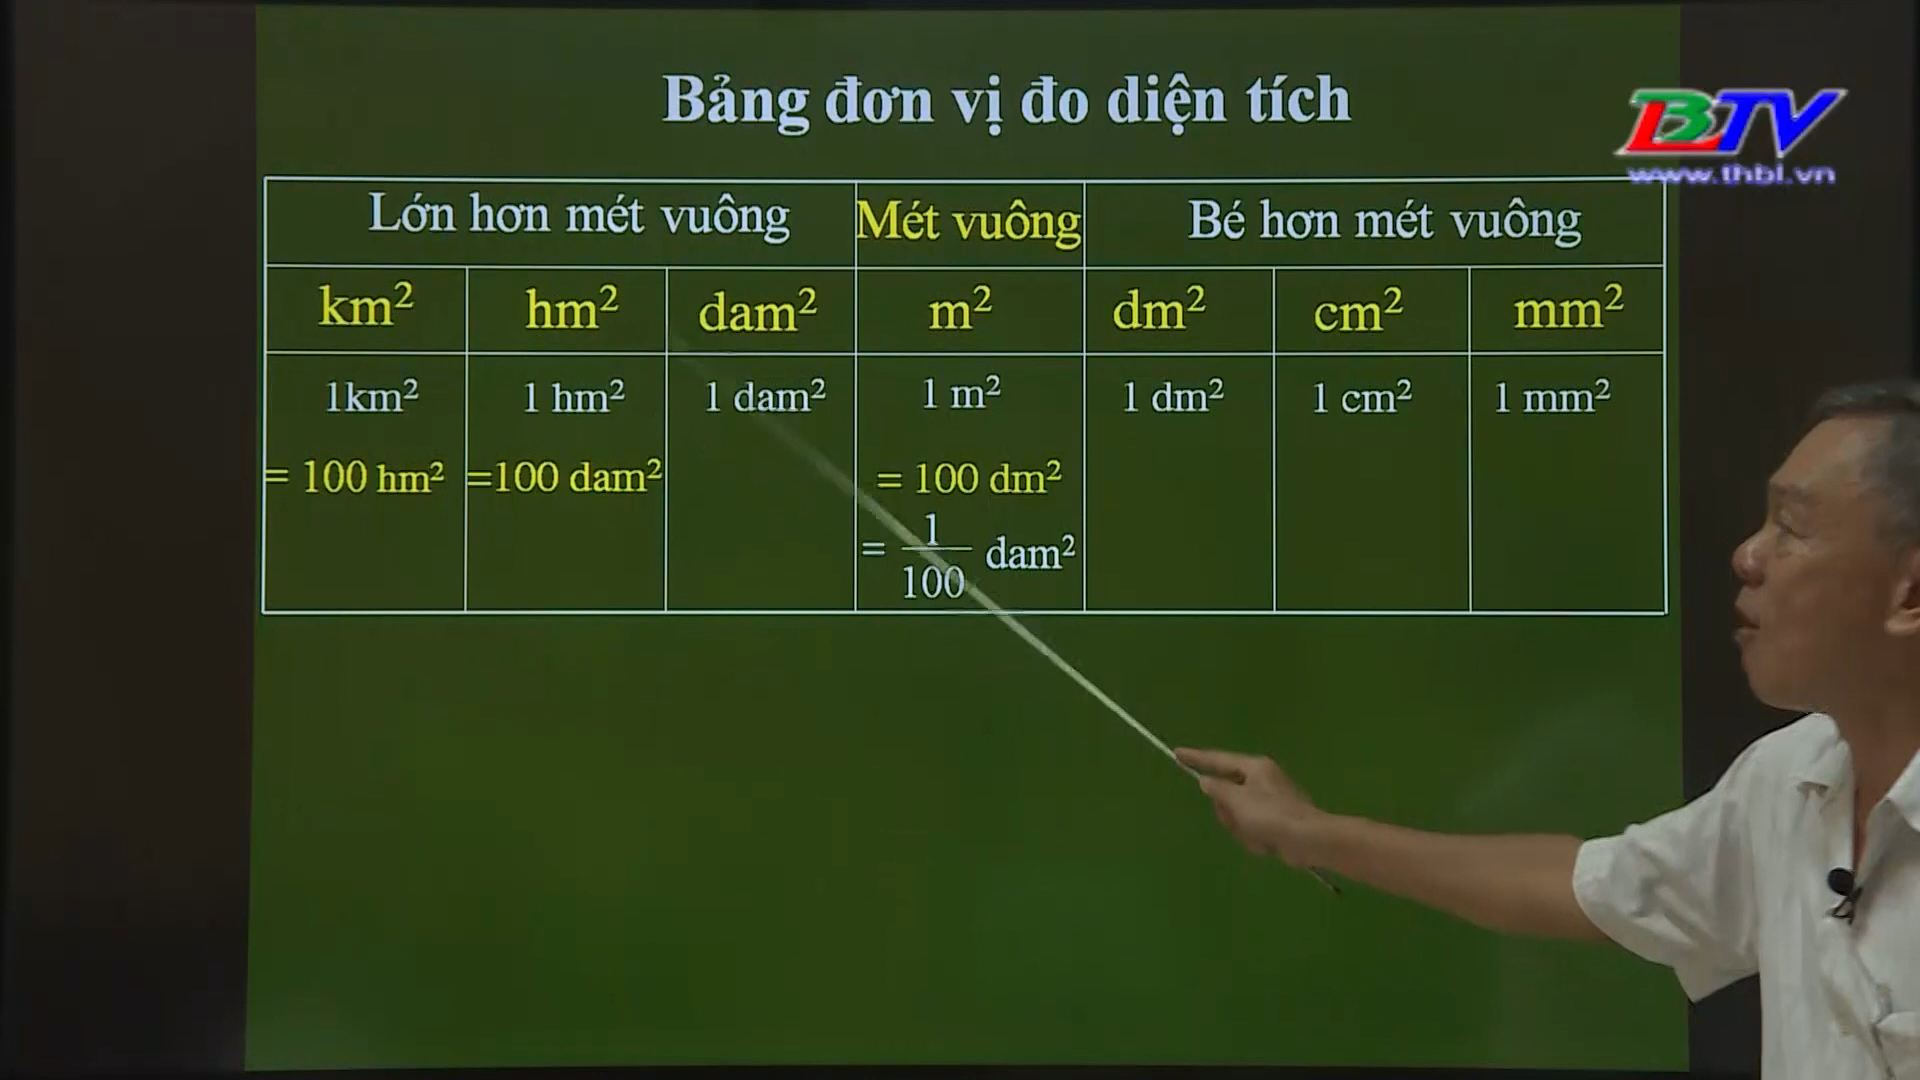 Bảng đơn vị đo diện tích
BTV
www.thbl.vn
Lớn hơn mét vuông Mét vuông Bé hơn mét vuông
km² hm² dam² m² dm² cm² mm²
1km² 1 hm² 1 dam² 1 m² 1 dm² 1 cm² 1 mm²
= 100 hm² =100 dam² = 100 dm²
= 1/100 dam²